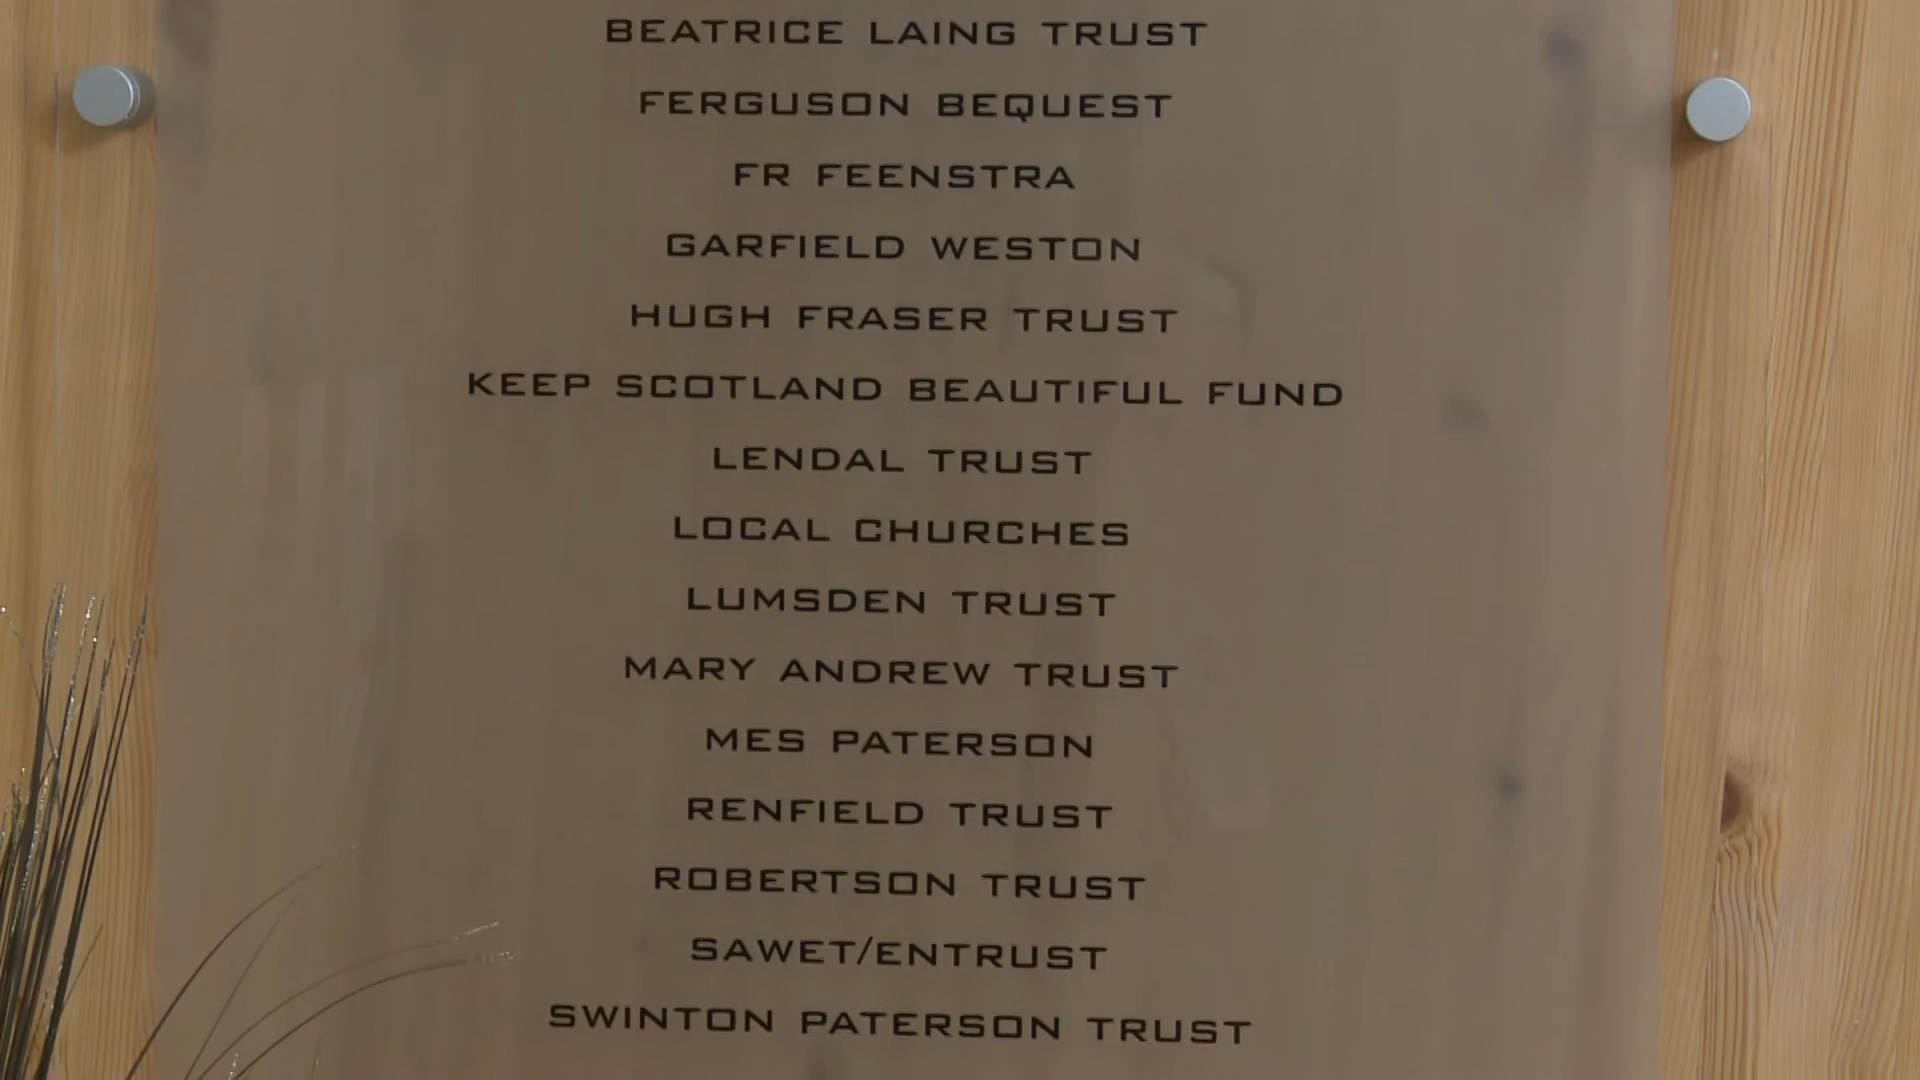 BEATRICE LAING TRUST
FERGUSON BEQUEST
FR FEENSTRA
GARFIELD WESTON
HUGH FRASER TRUST
KEEP SCOTLAND BEAUTIFUL FUND
LENDAL TRUST
LOCAL CHURCHES
LUMSDEN TRUST
MARY ANDREW TRUST
MES PATERSON
RENFIELD TRUST
ROBERTSON TRUST
SAWET/ENTRUST
SWINTON PATERSON TRUST